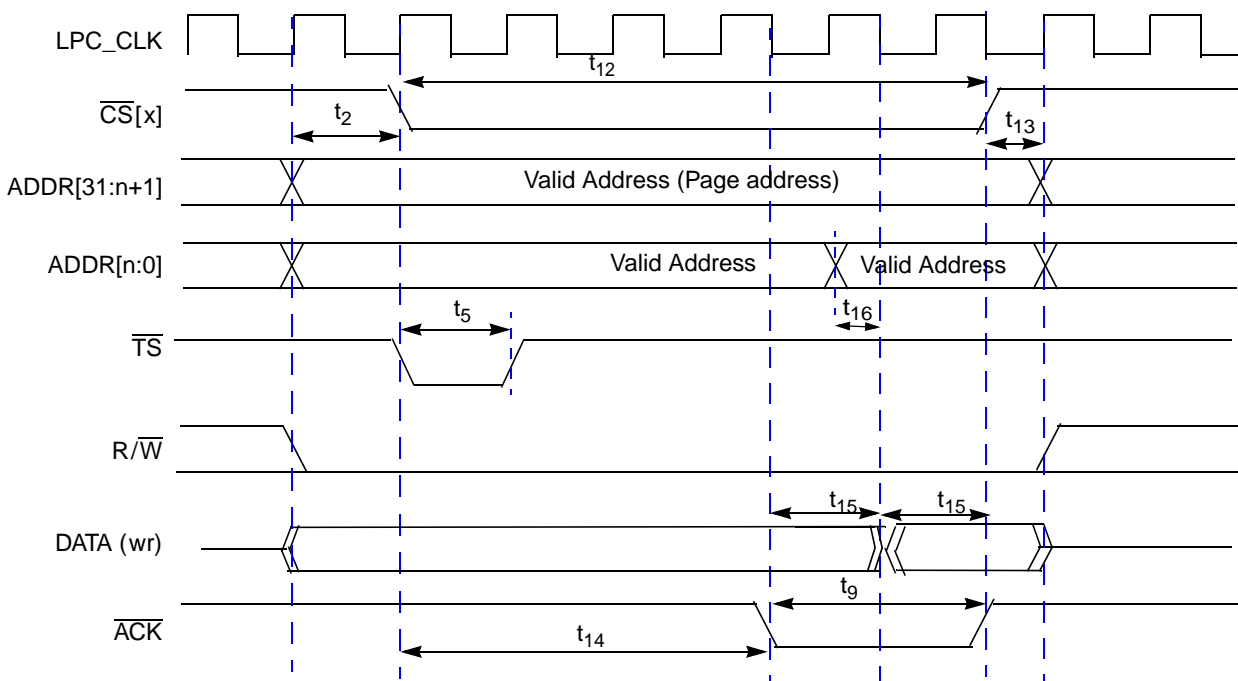 LPC_CLK
t12
CS[x]
t2
t13
ADDR[31:n+1]
Valid Address (Page address)
ADDR[n:0]
Valid Address
Valid Address
t5
t16
TS
R/W
t15
t15
DATA (wr)
t9
ACK
t14